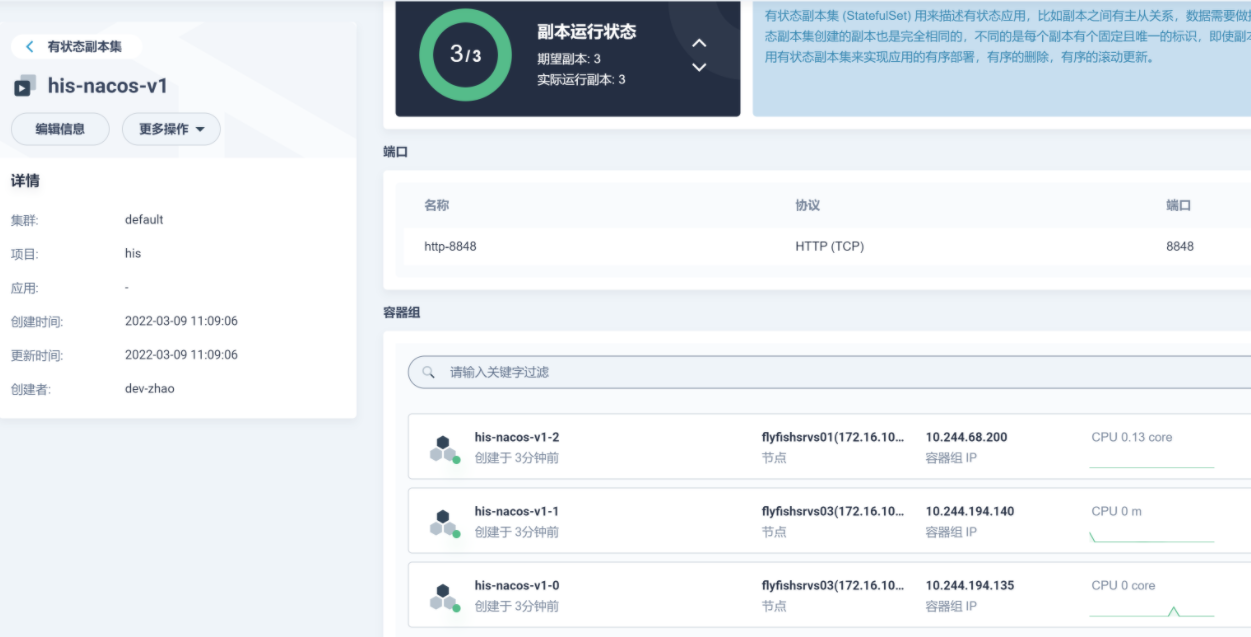 有状态副本集
his-nacos-v1
编辑信息
更多操作
详情
集群: default
项目: his
应用: -
创建时间: 2022-03-09 11:09:06
更新时间: 2022-03-09 11:09:06
创建者: dev-zhao
3/3
副本运行状态
期望副本: 3
实际运行副本: 3
有状态副本集 (StatefulSet) 用来描述有状态应用，比如副本之间有主从关系，数据需要做
态副本集创建的副本也是完全相同的，不同的是每个副本有个固定且唯一的标识，即使副
用有状态副本集来实现应用的有序部署，有序的删除，有序的滚动更新。
端口
名称 协议 端口
http-8848 HTTP (TCP) 8848
容器组
请输入关键字过滤
his-nacos-v1-2 flyfishsrvs01(172.16.10... 10.244.68.200 CPU 0.13 core
创建于 3分钟前 节点 容器组 IP
his-nacos-v1-1 flyfishsrvs03(172.16.10... 10.244.194.140 CPU 0 m
创建于 3分钟前 节点 容器组 IP
his-nacos-v1-0 flyfishsrvs03(172.16.10... 10.244.194.135 CPU 0 core
创建于 3分钟前 节点 容器组 IP